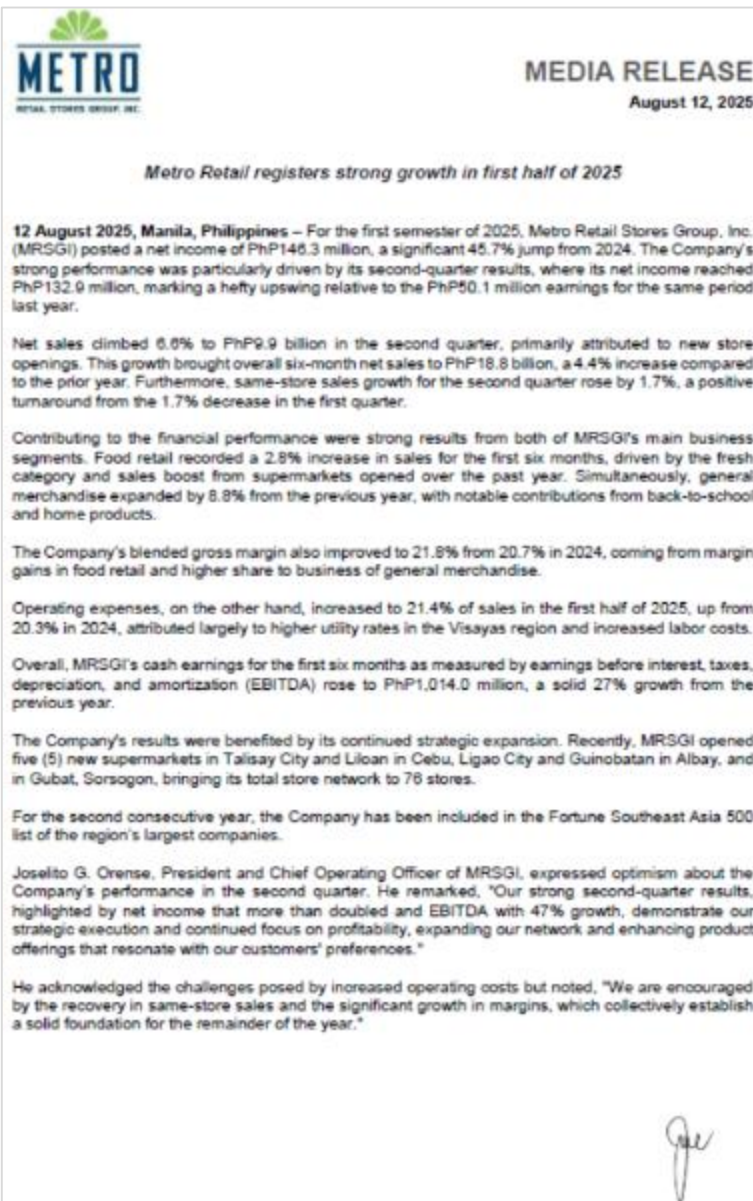 METRO
RETAIL STORES GROUP, INC.
MEDIA RELEASE
August 12, 2025
Metro Retail registers strong growth in first half of 2025
12 August 2025, Manila, Philippines – For the first semester of 2025, Metro Retail Stores Group, Inc.
(MRSGI) posted a net income of PhP146.3 million, a significant 45.7% jump from 2024. The Company's
strong performance was particularly driven by its second-quarter results, where its net income reached
PhP132.9 million, marking a hefty upswing relative to the PhP50.1 million earnings for the same period
last year.
Net sales climbed 6.6% to PhP9.9 billion in the second quarter, primarily attributed to new store
openings. This growth brought overall six-month net sales to PhP18.8 billion, a 4.4% increase compared
to the prior year. Furthermore, same-store sales growth for the second quarter rose by 1.7%, a positive
turnaround from the 1.7% decrease in the first quarter.
Contributing to the financial performance were strong results from both of MRSGI's main business
segments. Food retail recorded a 2.8% increase in sales for the first six months, driven by the fresh
category and sales boost from supermarkets opened over the past year. Simultaneously, general
merchandise expanded by 8.8% from the previous year, with notable contributions from back-to-school
and home products.
The Company's blended gross margin also improved to 21.8% from 20.7% in 2024, coming from margin
gains in food retail and higher share to business of general merchandise.
Operating expenses, on the other hand, increased to 21.4% of sales in the first half of 2025, up from
20.3% in 2024, attributed largely to higher utility rates in the Visayas region and increased labor costs.
Overall, MRSGI's cash earnings for the first six months as measured by earnings before interest, taxes,
depreciation, and amortization (EBITDA) rose to PhP1,014.0 million, a solid 27% growth from the
previous year.
The Company's results were benefited by its continued strategic expansion. Recently, MRSGI opened
five (5) new supermarkets in Talisay City and Liloan in Cebu, Ligao City and Guinobatan in Albay, and
in Gubat, Sorsogon, bringing its total store network to 76 stores.
For the second consecutive year, the Company has been included in the Fortune Southeast Asia 500
list of the region's largest companies.
Joselito G. Orense, President and Chief Operating Officer of MRSGI, expressed optimism about the
Company's performance in the second quarter. He remarked, "Our strong second-quarter results,
highlighted by net income that more than doubled and EBITDA with 47% growth, demonstrate our
strategic execution and continued focus on profitability, expanding our network and enhancing product
offerings that resonate with our customers' preferences."
He acknowledged the challenges posed by increased operating costs but noted, "We are encouraged
by the recovery in same-store sales and the significant growth in margins, which collectively establish
a solid foundation for the remainder of the year."